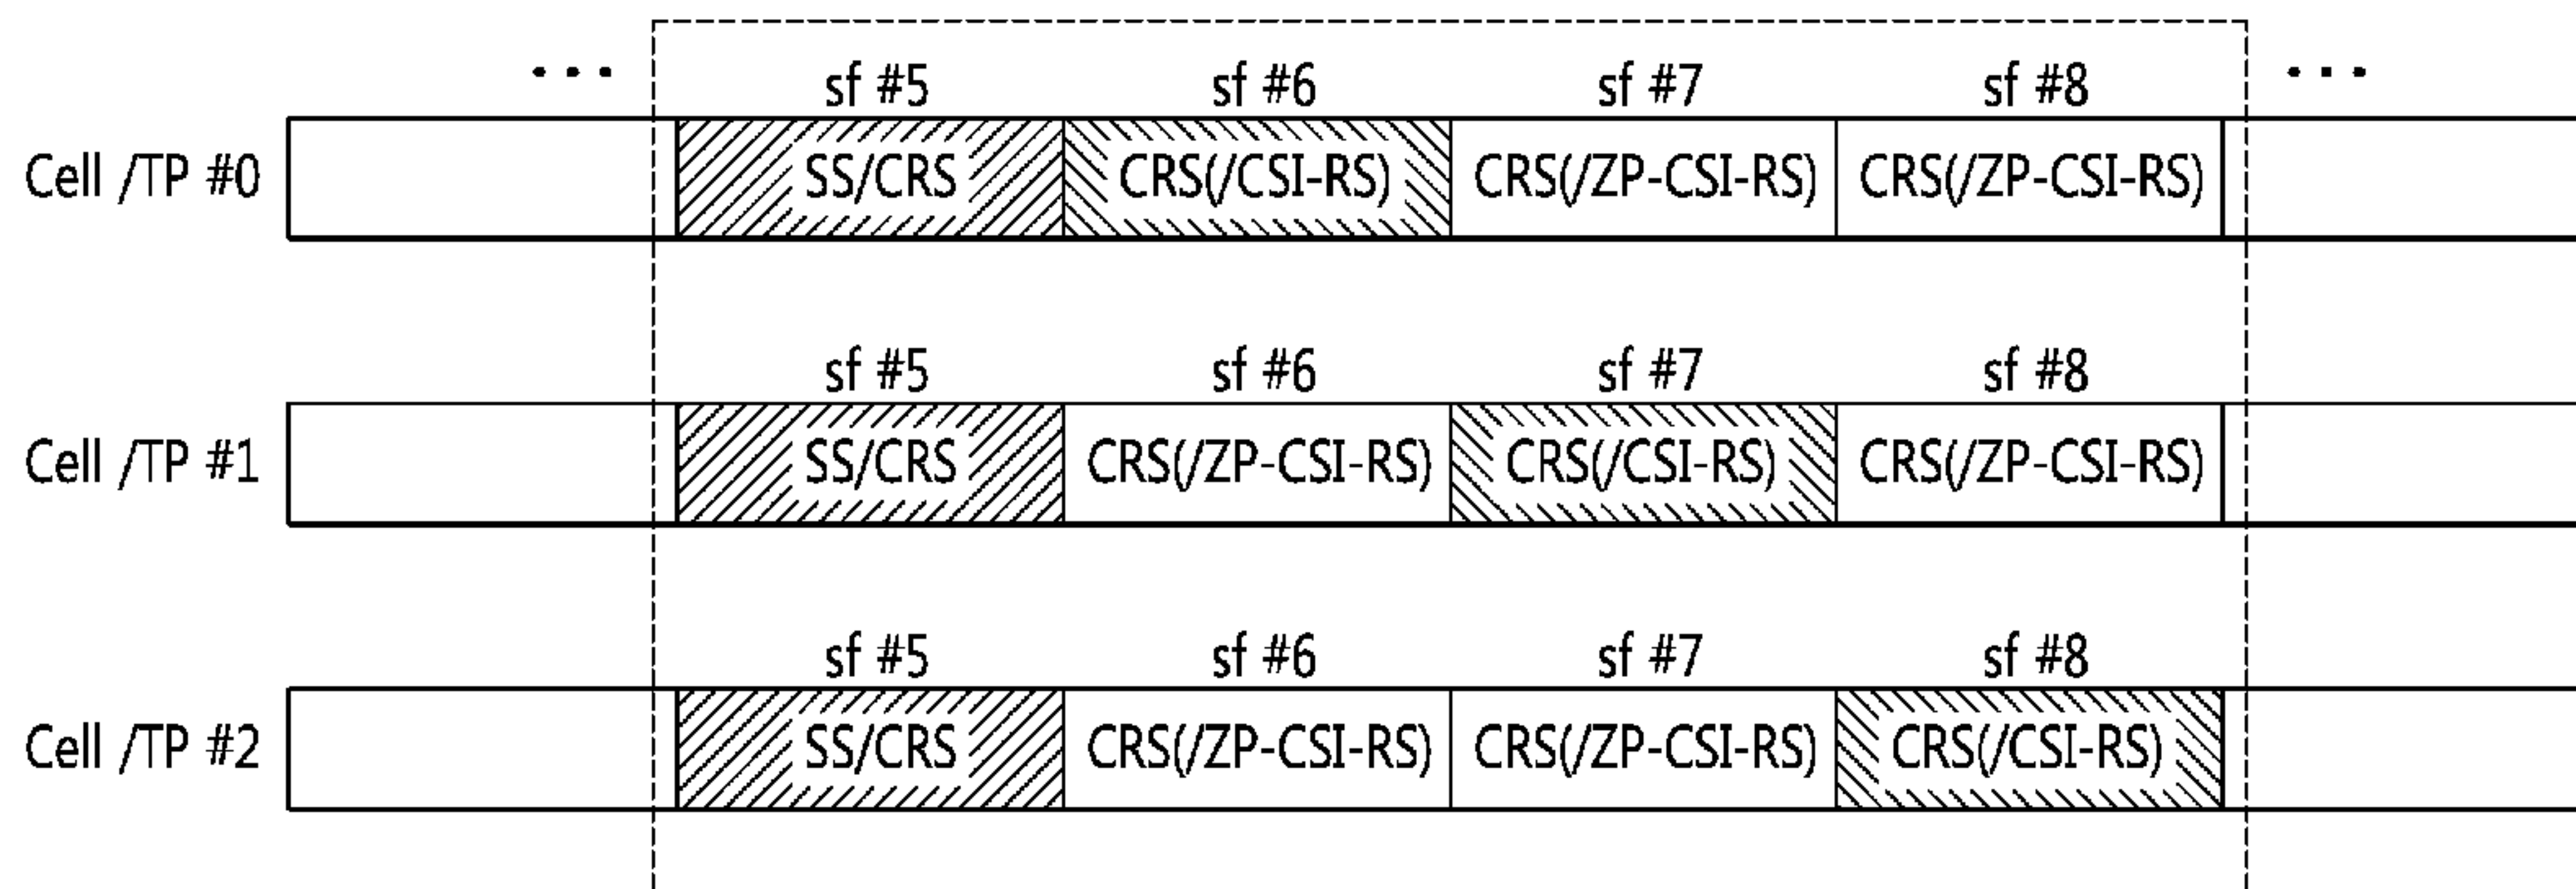 ... ...
sf #5 sf #6 sf #7 sf #8
Cell /TP #0 SS/CRS CRS(/CSI-RS) CRS(/ZP-CSI-RS) CRS(/ZP-CSI-RS)
sf #5 sf #6 sf #7 sf #8
Cell /TP #1 SS/CRS CRS(/ZP-CSI-RS) CRS(/CSI-RS) CRS(/ZP-CSI-RS)
sf #5 sf #6 sf #7 sf #8
Cell /TP #2 SS/CRS CRS(/ZP-CSI-RS) CRS(/ZP-CSI-RS) CRS(/CSI-RS)